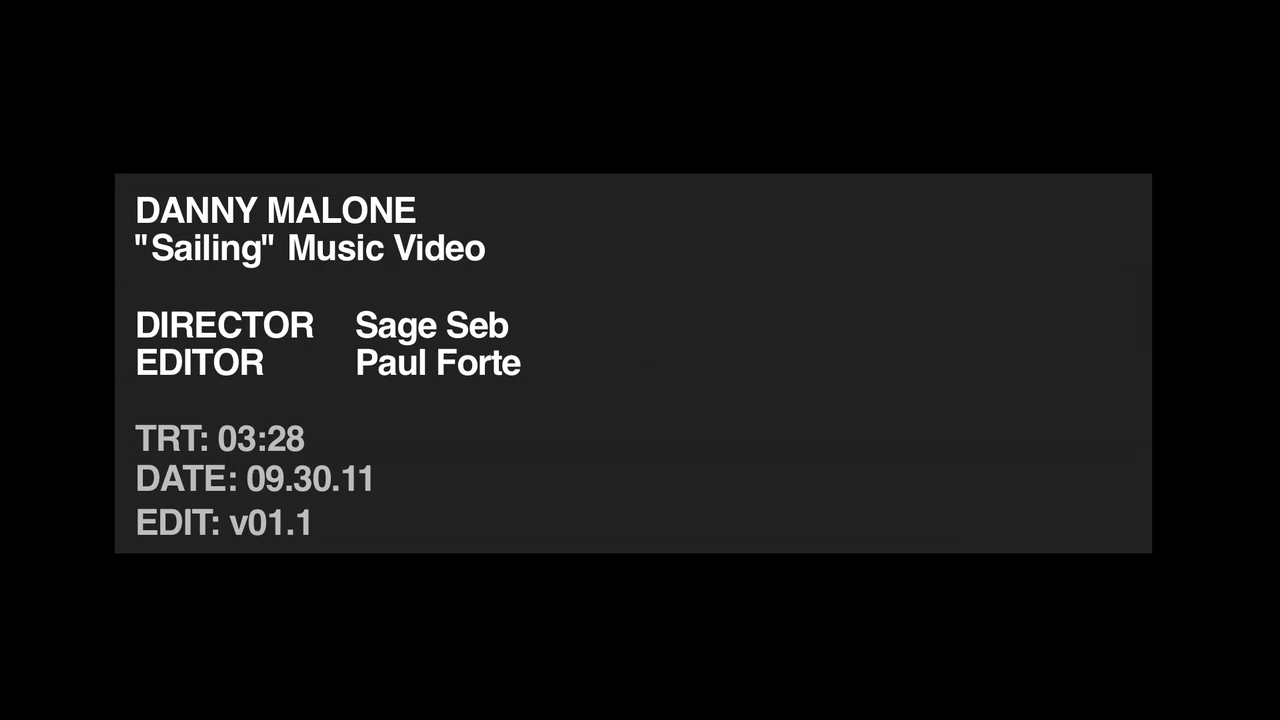 DANNY MALONE
"Sailing" Music Video
DIRECTOR Sage Seb
EDITOR Paul Forte
TRT: 03:28
DATE: 09.30.11
EDIT: v01.1